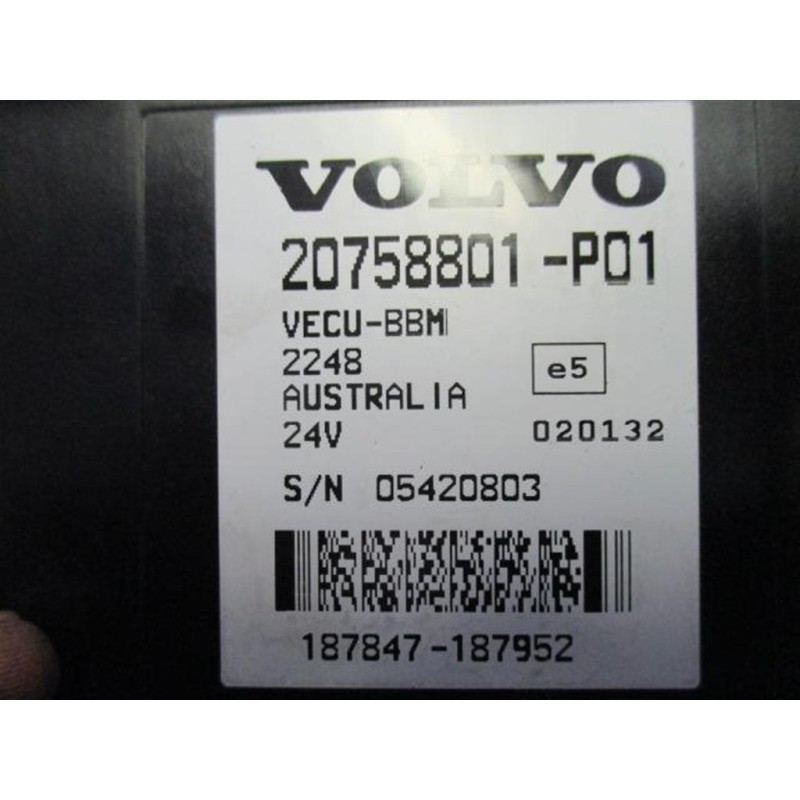 VOLVO
20758801-P01
VECU-BBM
2248
e5
AUSTRALIA
24V
020132
S/N 05420803
187847-187952